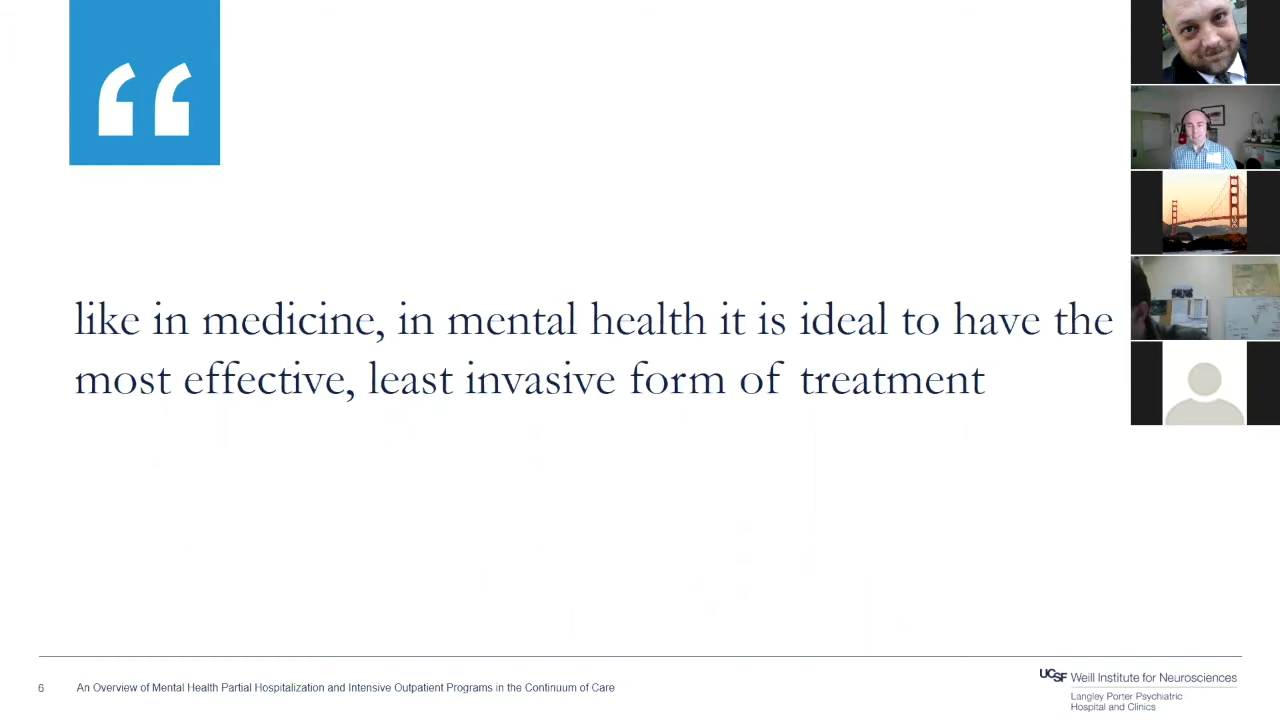 “
like in medicine, in mental health it is ideal to have the
most effective, least invasive form of treatment
6 An Overview of Mental Health Partial Hospitalization and Intensive Outpatient Programs in the Continuum of Care
UCSF Weill Institute for Neurosciences
Langley Porter Psychiatric
Hospital and Clinics